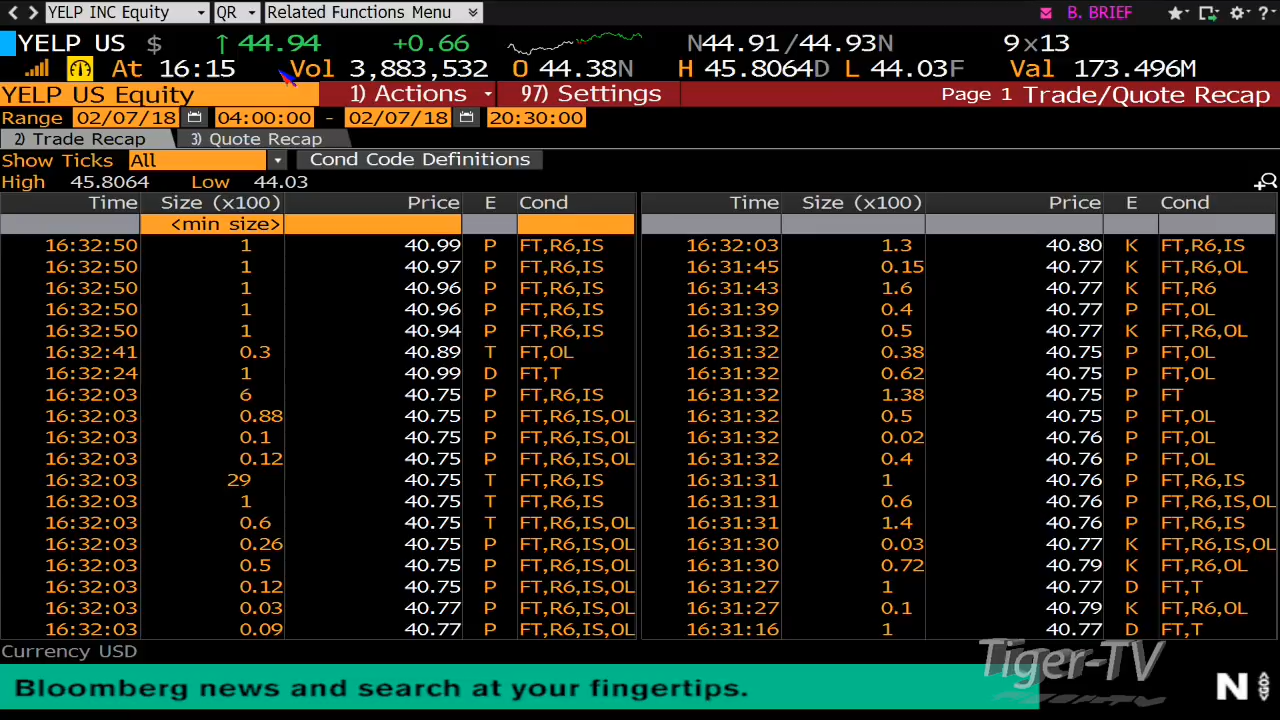 YELP INC Equity QR Related Functions Menu B. BRIEF
YELP US $ ↑ 44.94 +0.66 N44.91/44.93N 9x13
At 16:15 Vol 3,883,532 O 44.38N H 45.8064D L 44.03F Val 173.496M
YELP US Equity 1) Actions 97) Settings Page 1 Trade/Quote Recap
Range 02/07/18 04:00:00 - 02/07/18 20:30:00
2) Trade Recap 3) Quote Recap
Show Ticks All Cond Code Definitions
High 45.8064 Low 44.03
Time Size (x100) Price E Cond Time Size (x100) Price E Cond
<min size>
16:32:50 1 40.99 P FT,R6,IS 16:32:03 1.3 40.80 K FT,R6,IS
16:32:50 1 40.97 P FT,R6,IS 16:31:45 0.15 40.77 K FT,R6,OL
16:32:50 1 40.96 P FT,R6,IS 16:31:43 1.6 40.77 K FT,R6
16:32:50 1 40.96 P FT,R6,IS 16:31:39 0.4 40.77 P FT,OL
16:32:50 1 40.94 P FT,R6,IS 16:31:32 0.5 40.77 K FT,R6,OL
16:32:41 0.3 40.89 T FT,OL 16:31:32 0.38 40.75 P FT,OL
16:32:24 1 40.99 D FT,T 16:31:32 0.62 40.75 P FT,OL
16:32:03 6 40.75 P FT,R6,IS 16:31:32 1.38 40.75 P FT
16:32:03 0.88 40.75 P FT,R6,IS,OL 16:31:32 0.5 40.75 P FT,OL
16:32:03 0.1 40.75 P FT,R6,IS,OL 16:31:32 0.02 40.76 P FT,OL
16:32:03 0.12 40.75 P FT,R6,IS,OL 16:31:32 0.4 40.76 P FT,OL
16:32:03 29 40.75 T FT,R6,IS 16:31:31 1 40.76 P FT,R6,IS
16:32:03 1 40.75 T FT,R6,IS 16:31:31 0.6 40.76 P FT,R6,IS,OL
16:32:03 0.6 40.75 T FT,R6,IS,OL 16:31:31 1.4 40.76 P FT,R6,IS
16:32:03 0.26 40.75 P FT,R6,IS,OL 16:31:30 0.03 40.77 K FT,R6,IS,OL
16:32:03 0.5 40.75 P FT,R6,IS,OL 16:31:30 0.72 40.79 K FT,R6,OL
16:32:03 0.12 40.75 P FT,R6,IS,OL 16:31:27 1 40.77 D FT,T
16:32:03 0.03 40.77 P FT,R6,IS,OL 16:31:27 0.1 40.79 K FT,R6,OL
16:32:03 0.09 40.77 P FT,R6,IS,OL 16:31:16 1 40.77 D FT,T
Currency USD
Tiger-TV
Bloomberg news and search at your fingertips. N